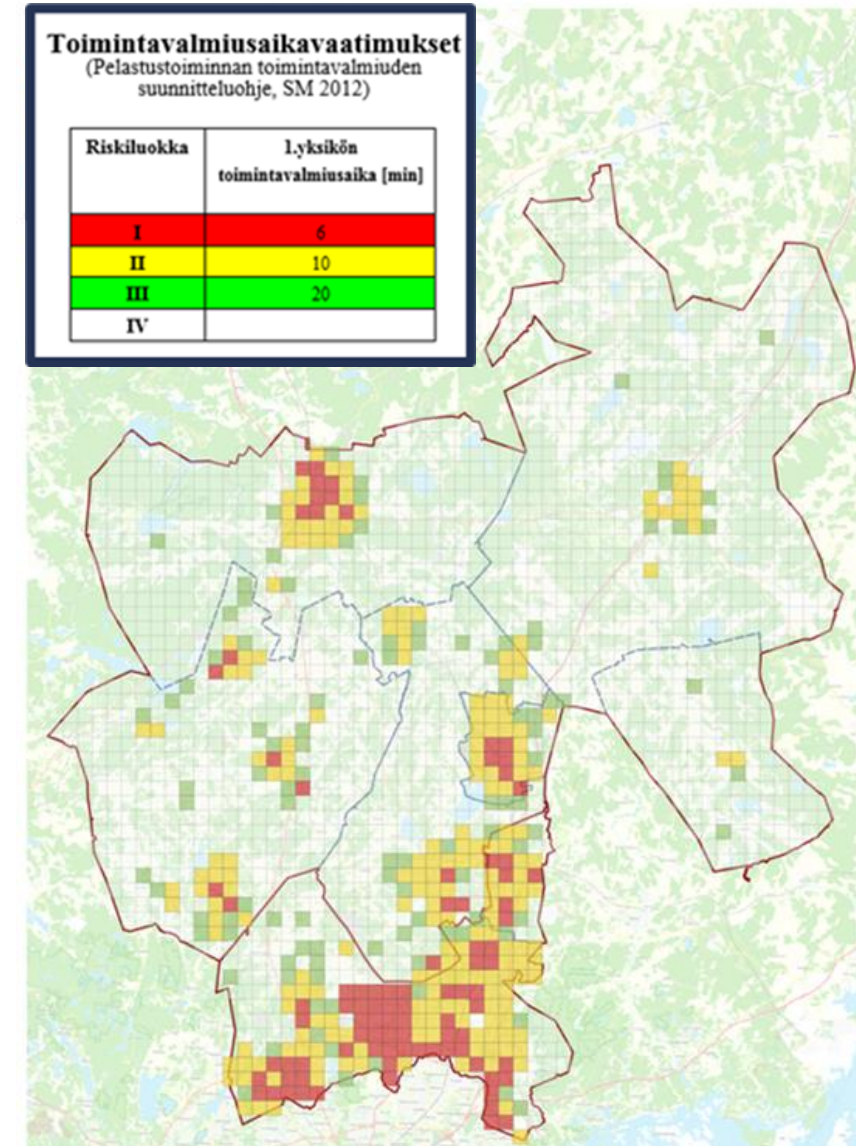 Toimintavalmiusaikavaatimukset
(Pelastustoiminnan toimintavalmiuden
suunnitteluohje, SM 2012)
Riskiluokka 1.yksikön
toimintavalmiusaika [min]
I 6
II 10
III 20
IV